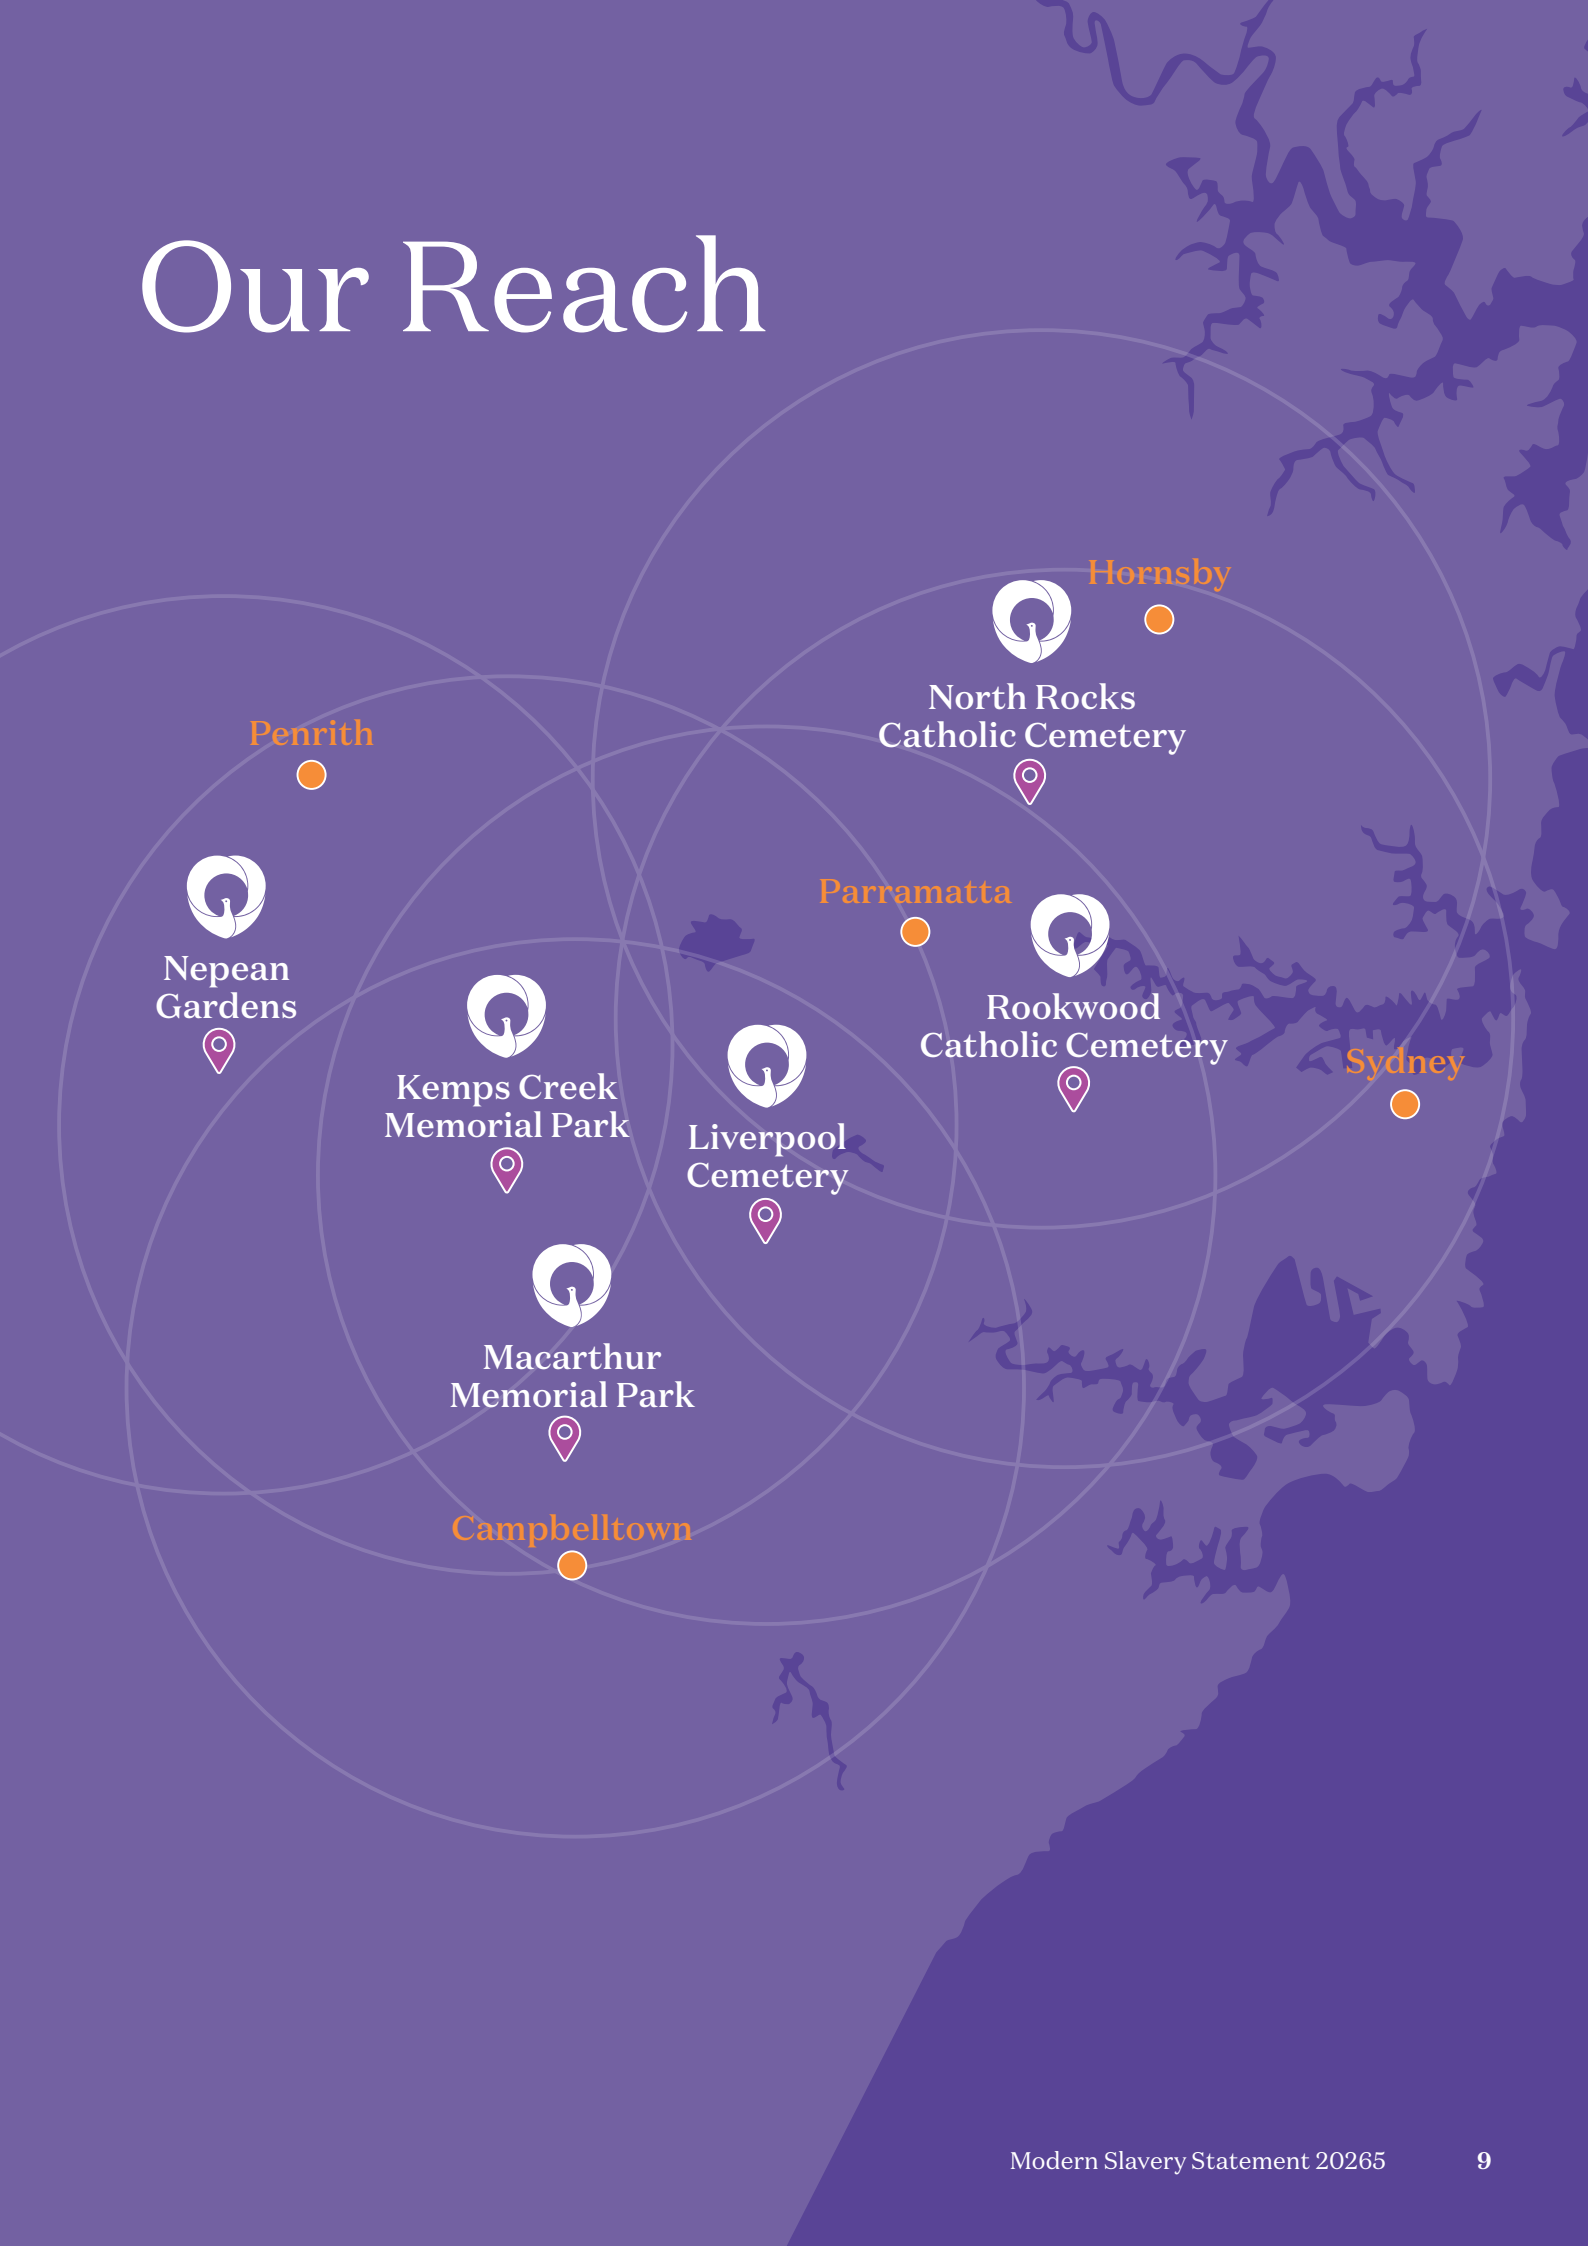 Our Reach
Hornsby
North Rocks
Catholic Cemetery
Penrith
Parramatta
Nepean
Gardens
Rookwood
Catholic Cemetery
Sydney
Kemps Creek
Memorial Park
Liverpool
Cemetery
Macarthur
Memorial Park
Campbelltown
Modern Slavery Statement 20265 9